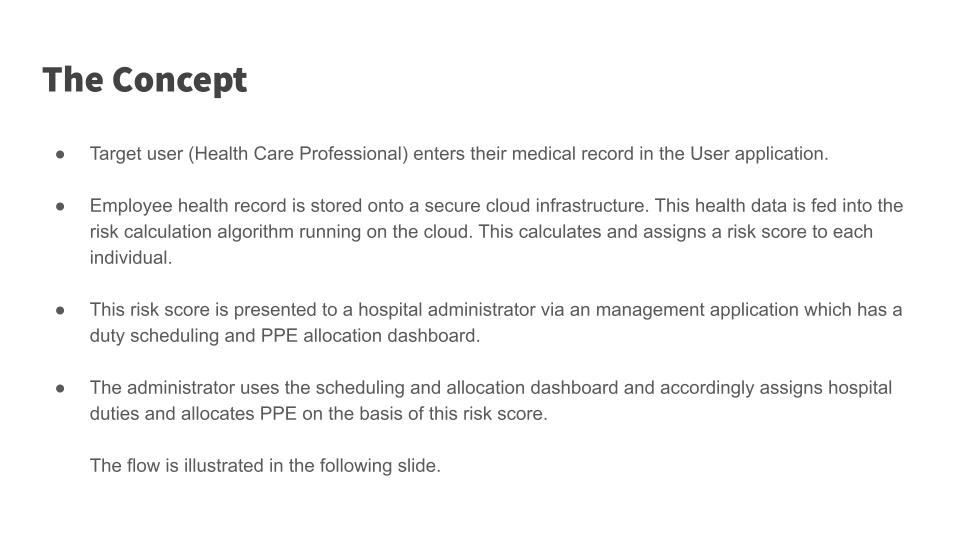 The Concept
● Target user (Health Care Professional) enters their medical record in the User application.
● Employee health record is stored onto a secure cloud infrastructure. This health data is fed into the
risk calculation algorithm running on the cloud. This calculates and assigns a risk score to each
individual.
● This risk score is presented to a hospital administrator via an management application which has a
duty scheduling and PPE allocation dashboard.
● The administrator uses the scheduling and allocation dashboard and accordingly assigns hospital
duties and allocates PPE on the basis of this risk score.
The flow is illustrated in the following slide.